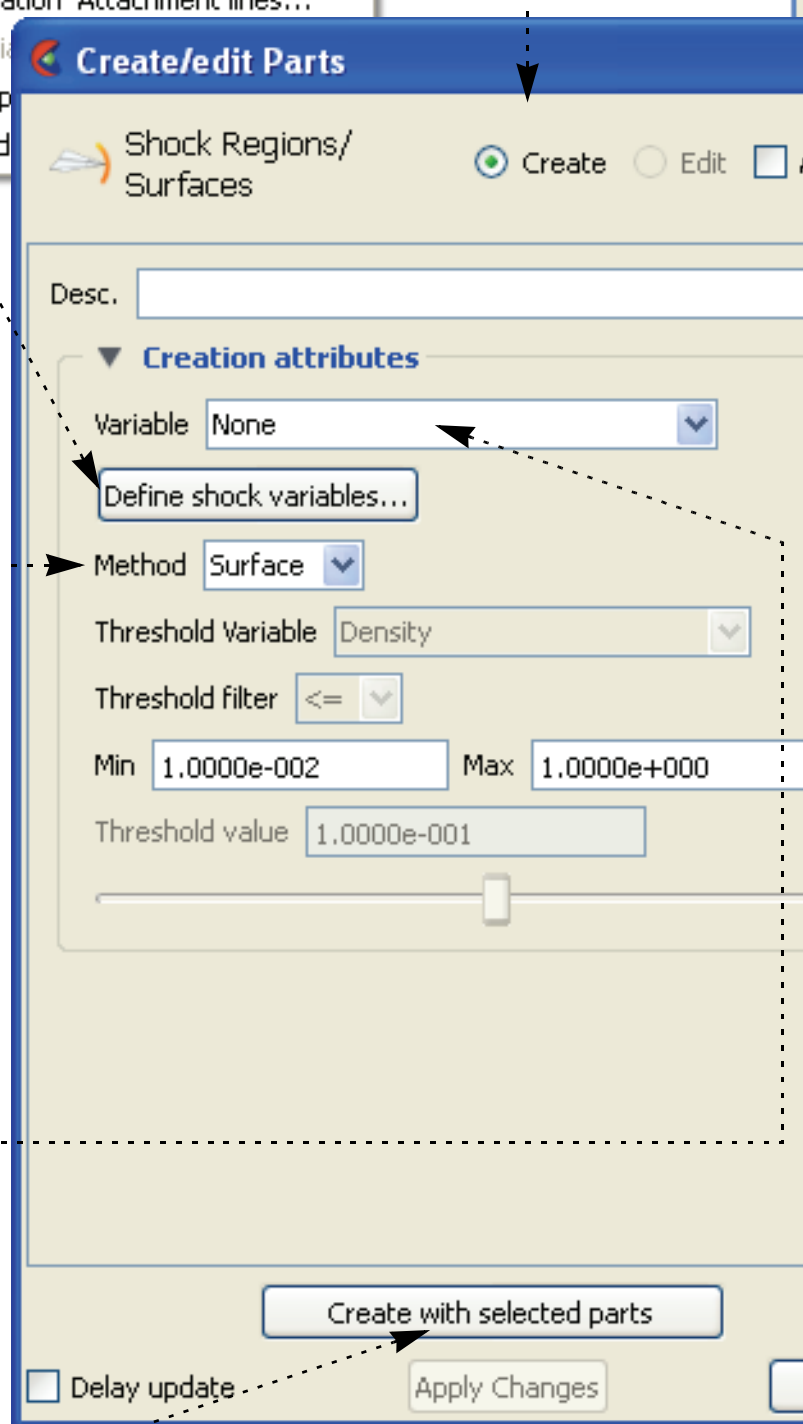 Attachment lines...
Create/edit Parts
Shock Regions/
Surfaces
Create Edit
Desc.
Creation attributes
Variable None
Define shock variables...
Method Surface
Threshold Variable Density
Threshold filter <=
Min 1.0000e-002 Max 1.0000e+000
Threshold value 1.0000e-001
Create with selected parts
Delay update Apply Changes